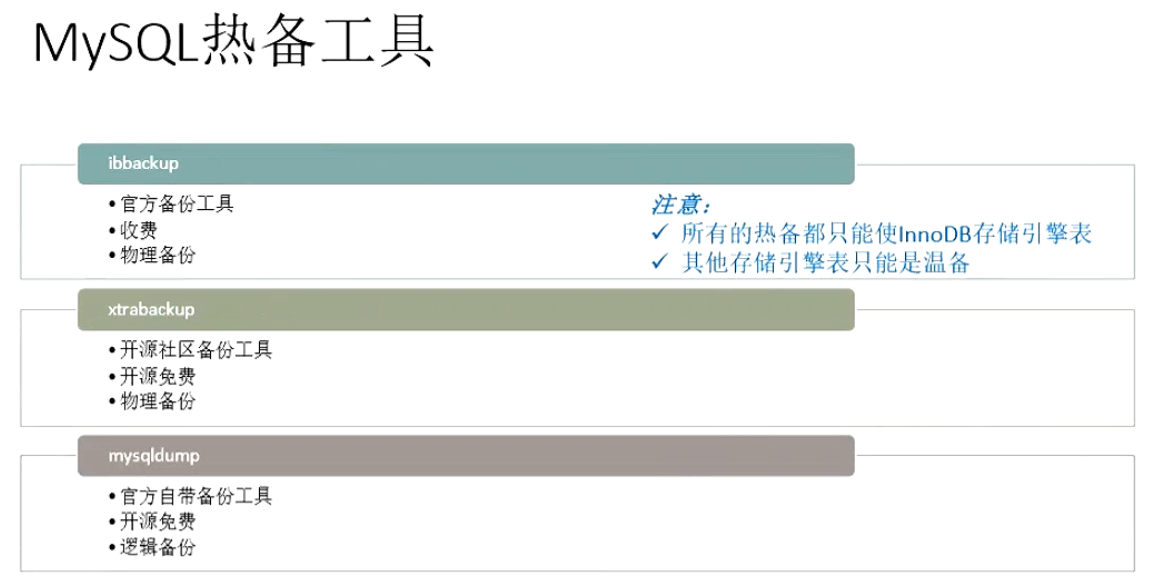 MySQL热备工具
ibbackup
•官方备份工具
•收费
•物理备份
注意：
✓ 所有的热备都只能使InnoDB存储引擎表
✓ 其他存储引擎表只能是温备
xtrabackup
•开源社区备份工具
•开源免费
•物理备份
mysqldump
•官方自带备份工具
•开源免费
•逻辑备份